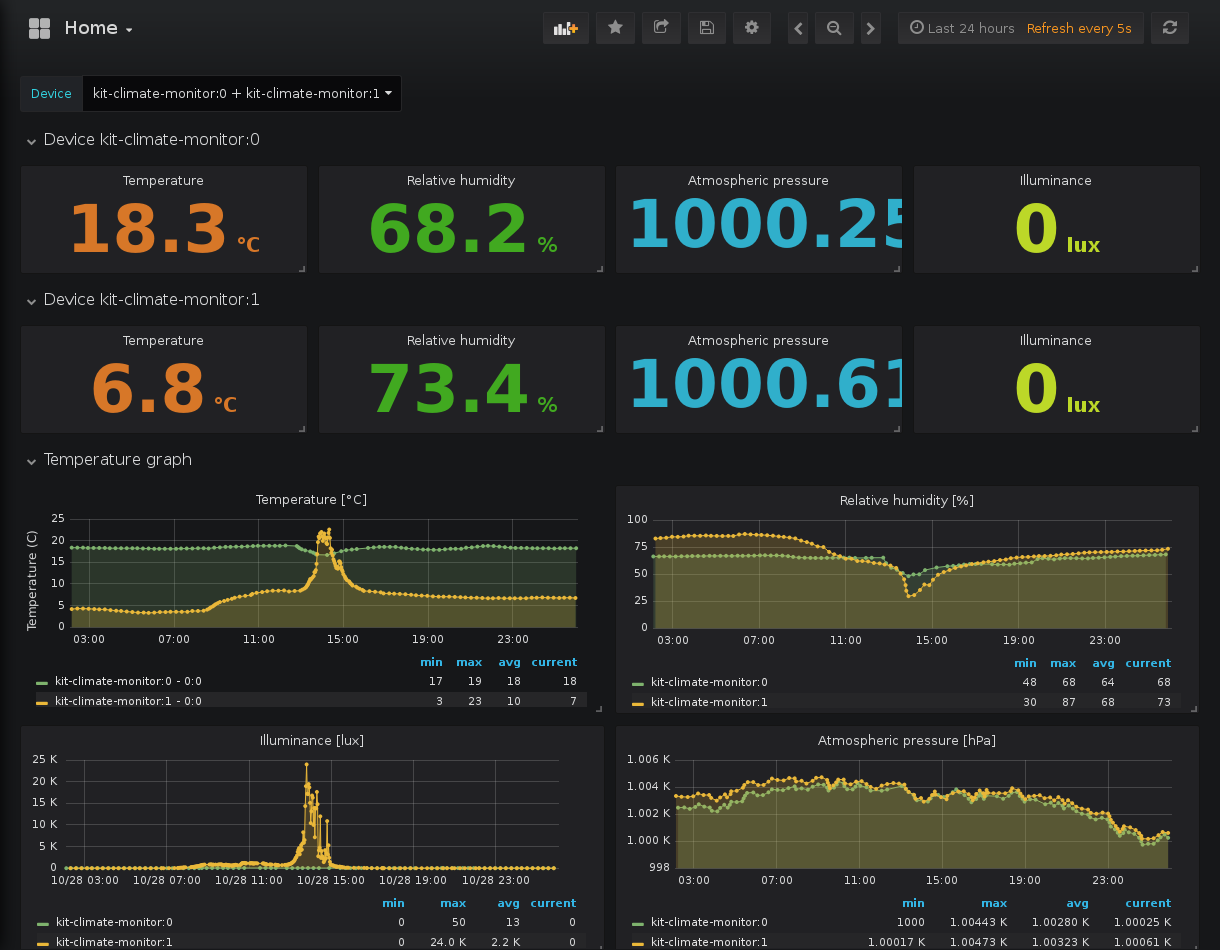 Home
Last 24 hours Refresh every 5s
Device kit-climate-monitor:0 + kit-climate-monitor:1
Device kit-climate-monitor:0
Temperature Relative humidity Atmospheric pressure Illuminance
18.3 °C 68.2 % 1000.25 0 lux
Device kit-climate-monitor:1
Temperature Relative humidity Atmospheric pressure Illuminance
6.8 °C 73.4 % 1000.61 0 lux
Temperature graph
Temperature [°C]
Temperature (C)
25
20
15
10
5
0
03:00 07:00 11:00 15:00 19:00 23:00
min max avg current
kit-climate-monitor:0 - 0:0 17 19 18 18
kit-climate-monitor:1 - 0:0 3 23 10 7
Relative humidity [%]
100
75
50
25
0
03:00 07:00 11:00 15:00 19:00 23:00
min max avg current
kit-climate-monitor:0 48 68 64 68
kit-climate-monitor:1 30 87 68 73
Illuminance [lux]
25 K
20 K
15 K
10 K
5 K
0
10/28 03:00 10/28 07:00 10/28 11:00 10/28 15:00 10/28 19:00 10/28 23:00
min max avg current
kit-climate-monitor:0 0 50 13 0
kit-climate-monitor:1 0 24.0 K 2.2 K 0
Atmospheric pressure [hPa]
1.006 K
1.004 K
1.002 K
1.000 K
998
03:00 07:00 11:00 15:00 19:00 23:00
min max avg current
kit-climate-monitor:0 1000 1.00443 K 1.00280 K 1.00025 K
kit-climate-monitor:1 1.00017 K 1.00473 K 1.00323 K 1.00061 K